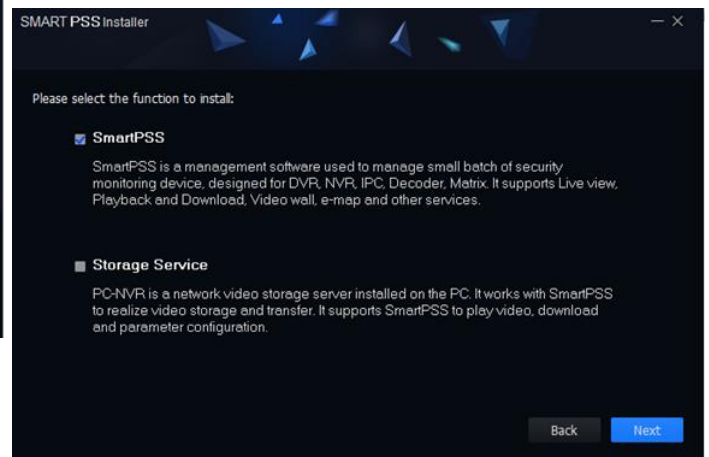 SMART PSS Installer
Please select the function to install:
SmartPSS
SmartPSS is a management software used to manage small batch of security
monitoring device, designed for DVR, NVR, IPC, Decoder, Matrix. It supports Live view,
Playback and Download, Video wall, e-map and other services.
Storage Service
PC-NVR is a network video storage server installed on the PC. It works with SmartPSS
to realize video storage and transfer. It supports SmartPSS to play video, download
and parameter configuration.
Back Next